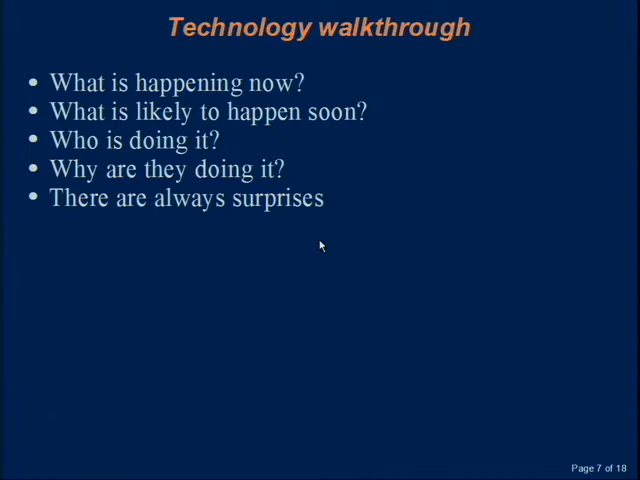 Technology walkthrough
• What is happening now?
• What is likely to happen soon?
• Who is doing it?
• Why are they doing it?
• There are always surprises
Page 7 of 18